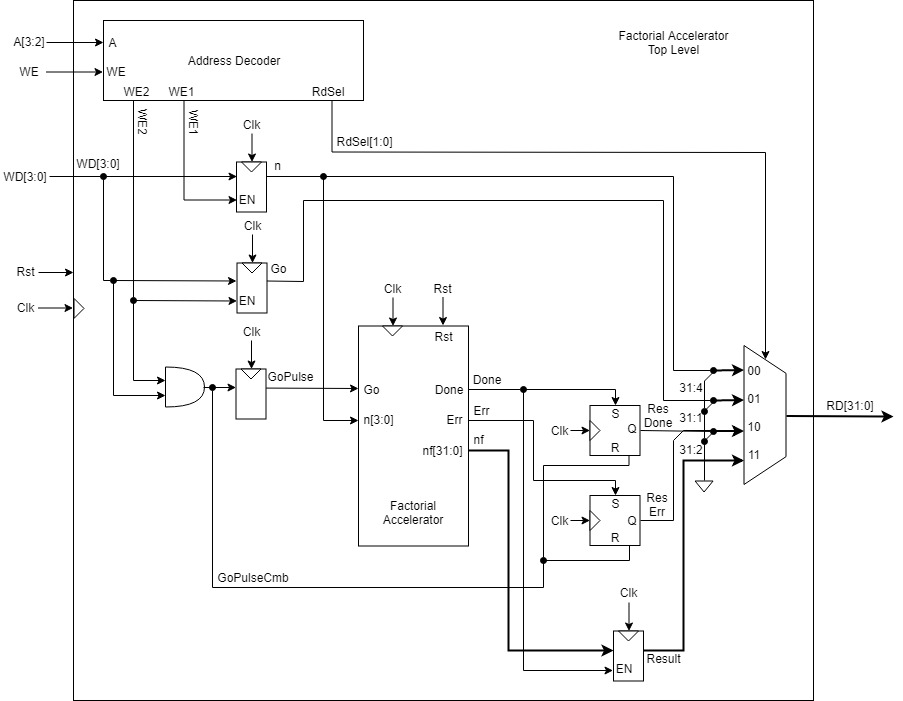 Factorial Accelerator
Top Level
A[3:2]
A
Address Decoder
WE
WE
WE2
WE1
RdSel
WE2
WE1
Clk
RdSel[1:0]
WD[3:0]
WD[3:0]
n
EN
Clk
Rst
Go
EN
Clk
Clk
Rst
Clk
Rst
GoPulse
Go
Done
Done
n[3:0]
Err
Err
nf[31:0]
nf
Factorial
Accelerator
S
Clk
Q
R
Res
Done
31:4
00
31:1
01
31:2
10
11
RD[31:0]
S
Clk
Q
R
Res
Err
GoPulseCmb
Clk
EN
Result